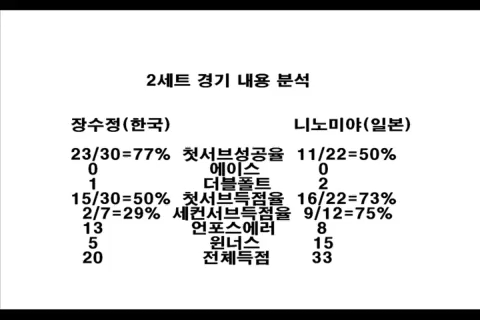 2세트 경기 내용 분석
장수정(한국) 니노미야(일본)
23/30=77% 첫서브성공율 11/22=50%
0 에이스 0
1 더블폴트 2
15/30=50% 첫서브득점율 16/22=73%
2/7=29% 세컨서브득점율 9/12=75%
13 언포스에러 8
5 윈너스 15
20 전체득점 33